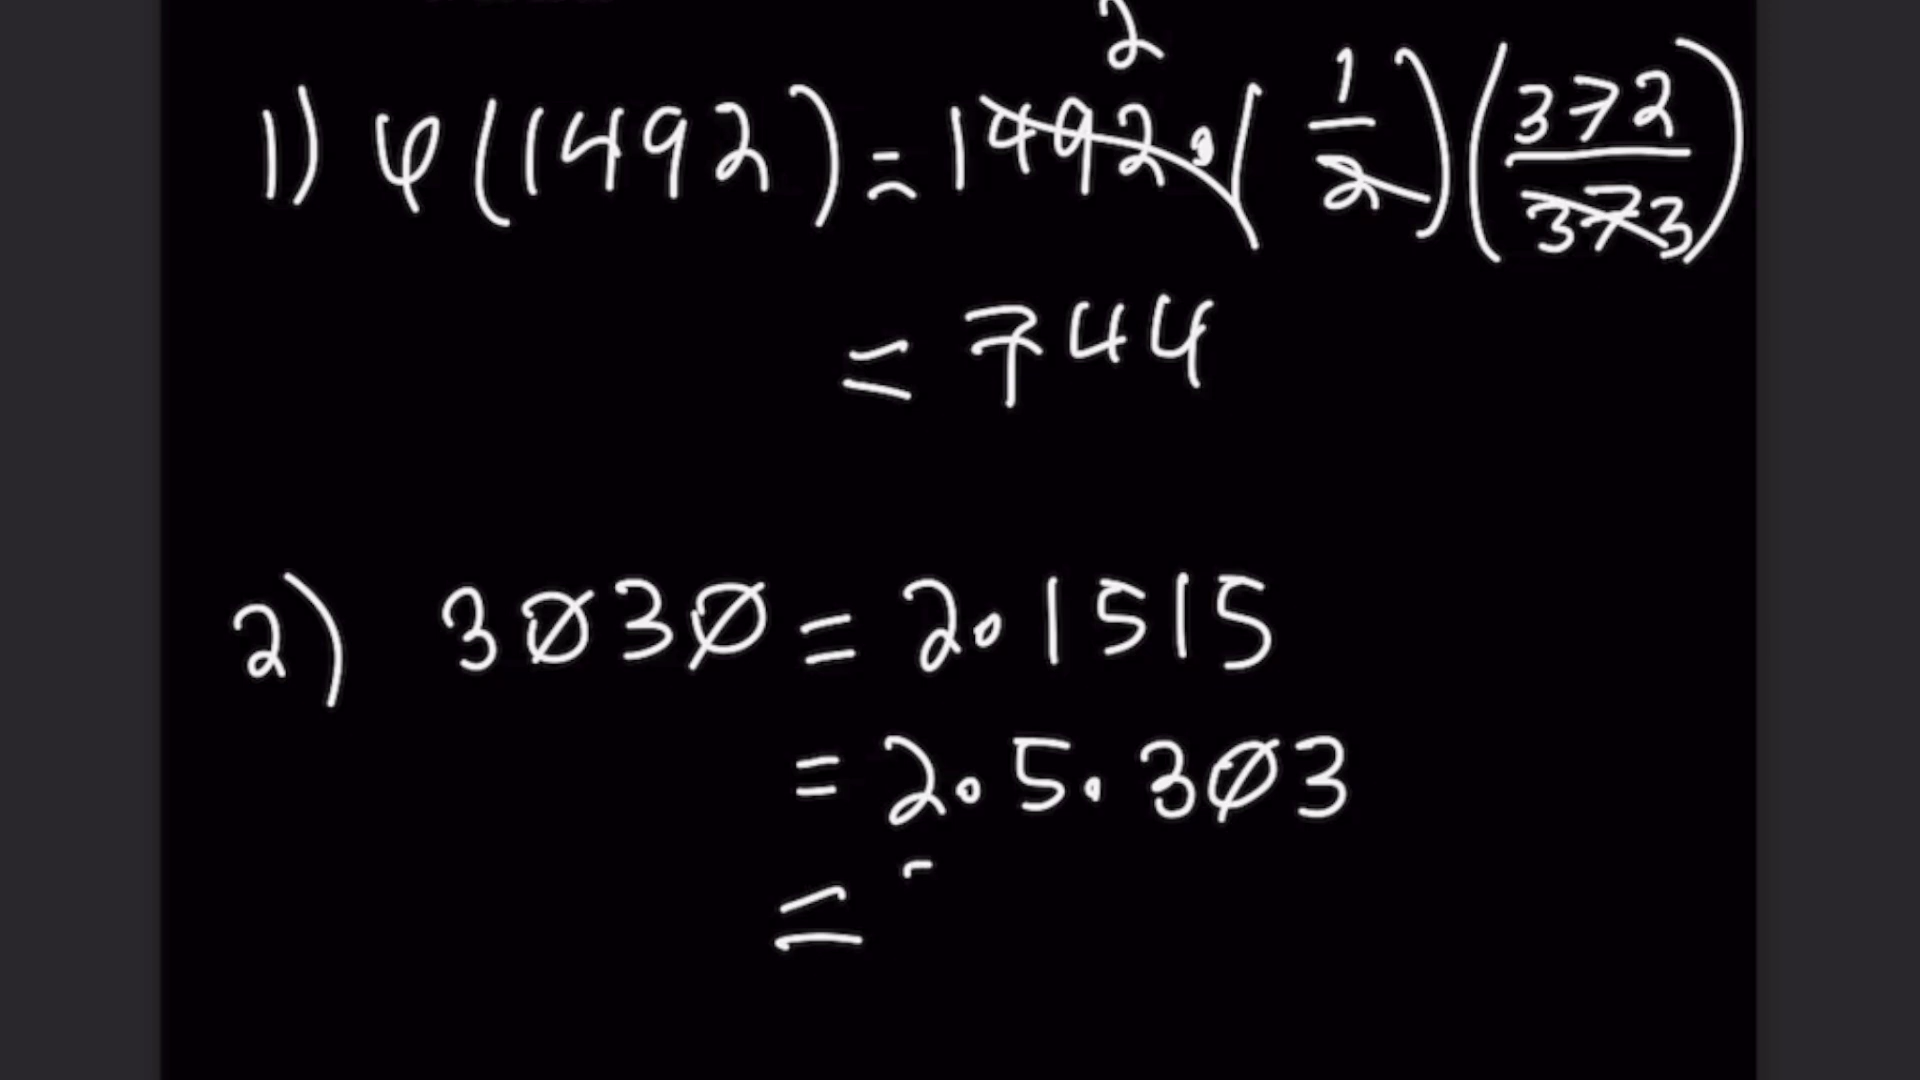 1) φ(1492) = 1492 · (1/2)(372/373) 2
= 744
2) 3030 = 2·1515
= 2·5·303
=